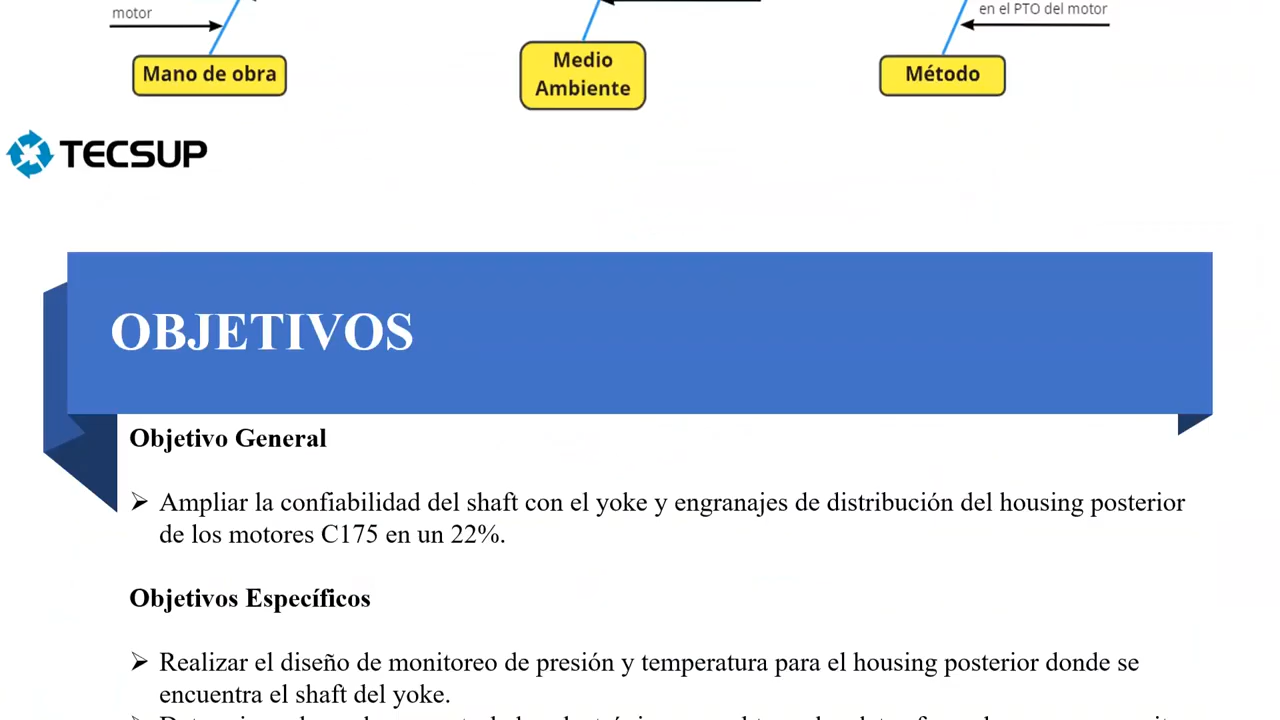 motor
en el PTO del motor
Mano de obra
Medio
Ambiente
Método
TECSUP
OBJETIVOS
Objetivo General
➢ Ampliar la confiabilidad del shaft con el yoke y engranajes de distribución del housing posterior
de los motores C175 en un 22%.
Objetivos Específicos
➢ Realizar el diseño de monitoreo de presión y temperatura para el housing posterior donde se
encuentra el shaft del yoke.